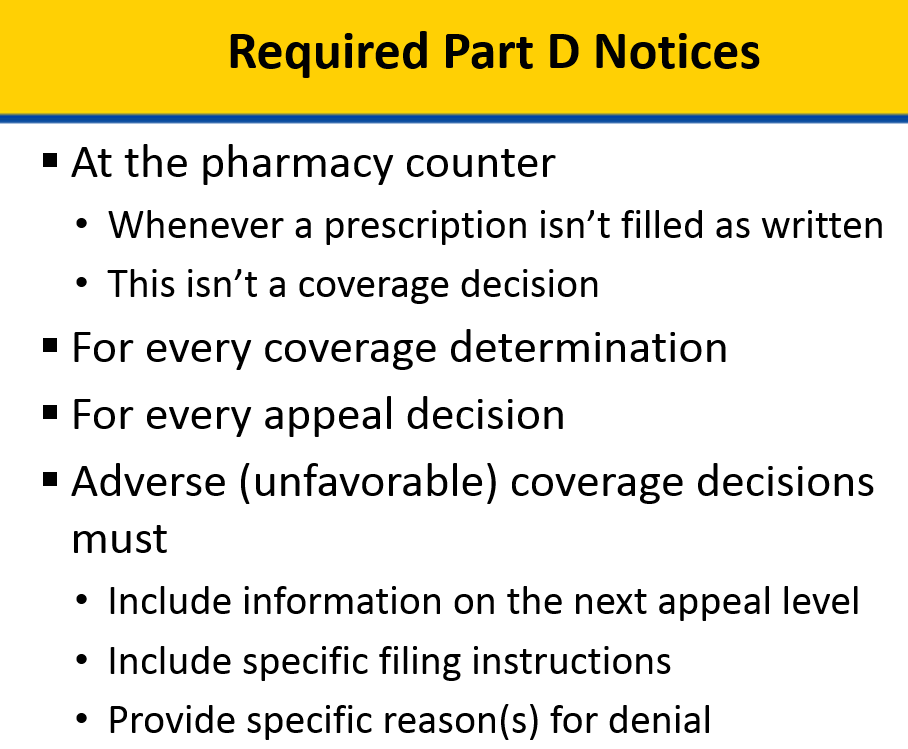 Required Part D Notices
▪ At the pharmacy counter
• Whenever a prescription isn’t filled as written
• This isn’t a coverage decision
▪ For every coverage determination
▪ For every appeal decision
▪ Adverse (unfavorable) coverage decisions
must
• Include information on the next appeal level
• Include specific filing instructions
• Provide specific reason(s) for denial